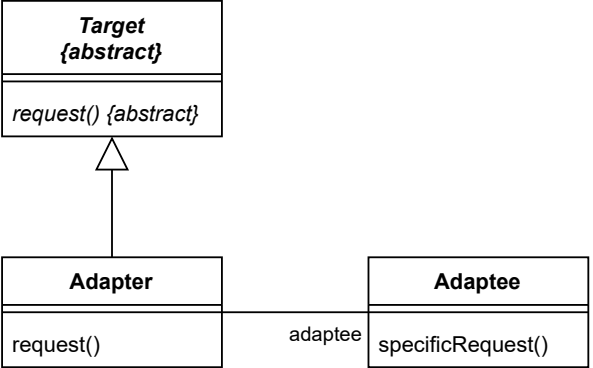 Target
{abstract}
request() {abstract}
Adapter
request()
adaptee
Adaptee
specificRequest()